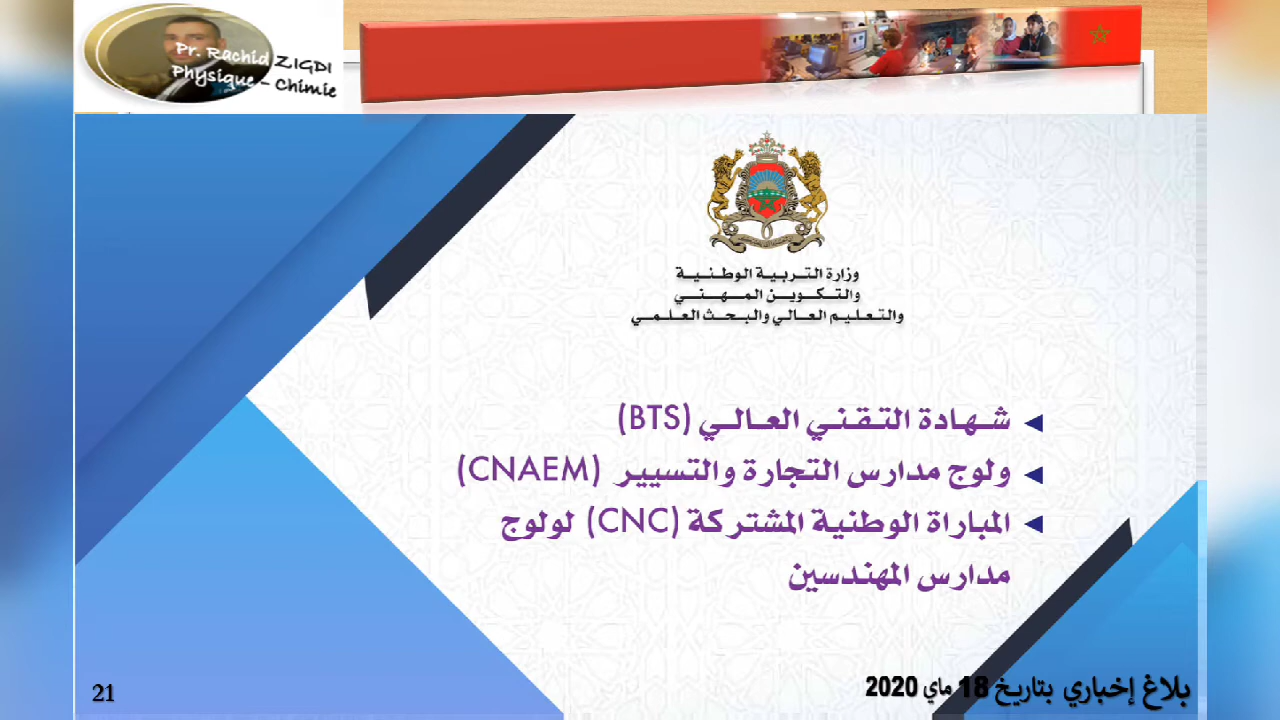 Pr. Rachid ZIGDI
Physique – Chimie
وزارة التربية الوطنية
والتكوين المهني
والتعليم العالي والبحث العلمي
شهادة التقني العالي (BTS)
ولوج مدارس التجارة والتسيير (CNAEM)
المباراة الوطنية المشتركة (CNC) لولوج
مدارس المهندسين
بلاغ إخباري بتاريخ 18 ماي 2020
21